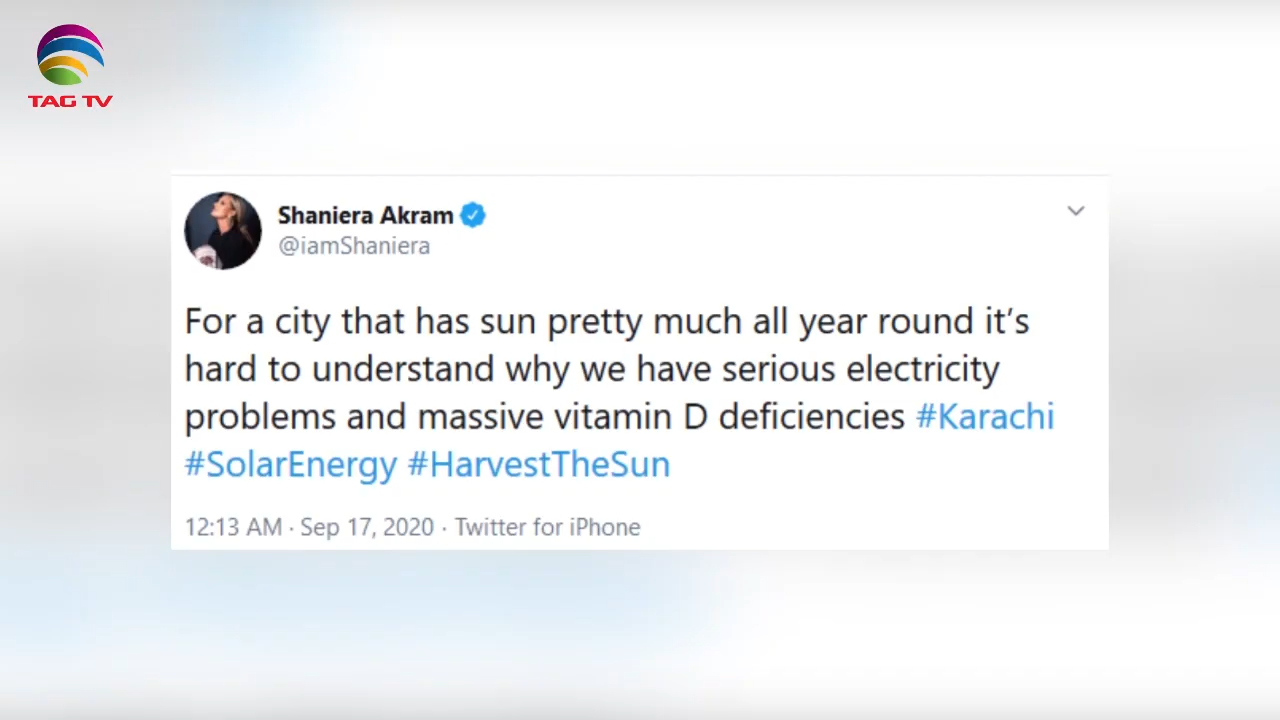 TAG TV
Shaniera Akram
@iamShaniera
For a city that has sun pretty much all year round it’s
hard to understand why we have serious electricity
problems and massive vitamin D deficiencies #Karachi
#SolarEnergy #HarvestTheSun
12:13 AM · Sep 17, 2020 · Twitter for iPhone